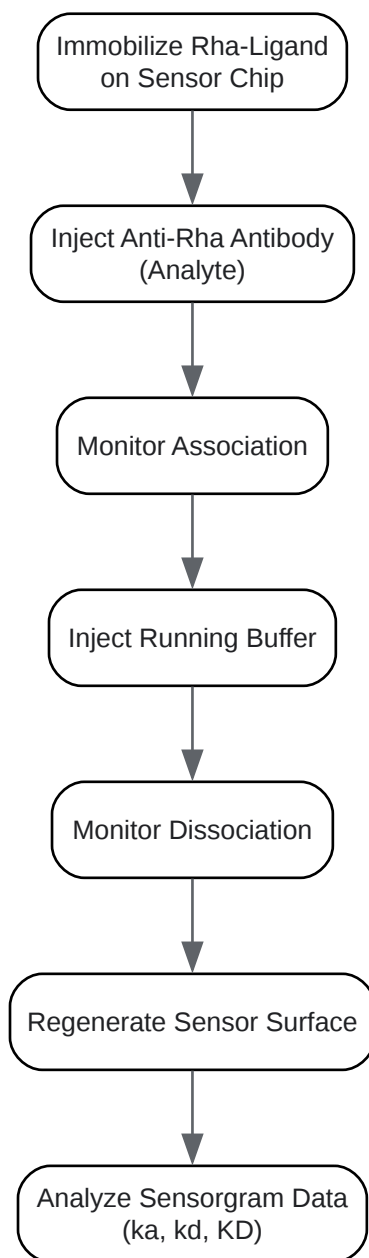 Immobilize Rha-Ligand
on Sensor Chip
Inject Anti-Rha Antibody
(Analyte)
Monitor Association
Inject Running Buffer
Monitor Dissociation
Regenerate Sensor Surface
Analyze Sensorgram Data
(ka, kd, KD)